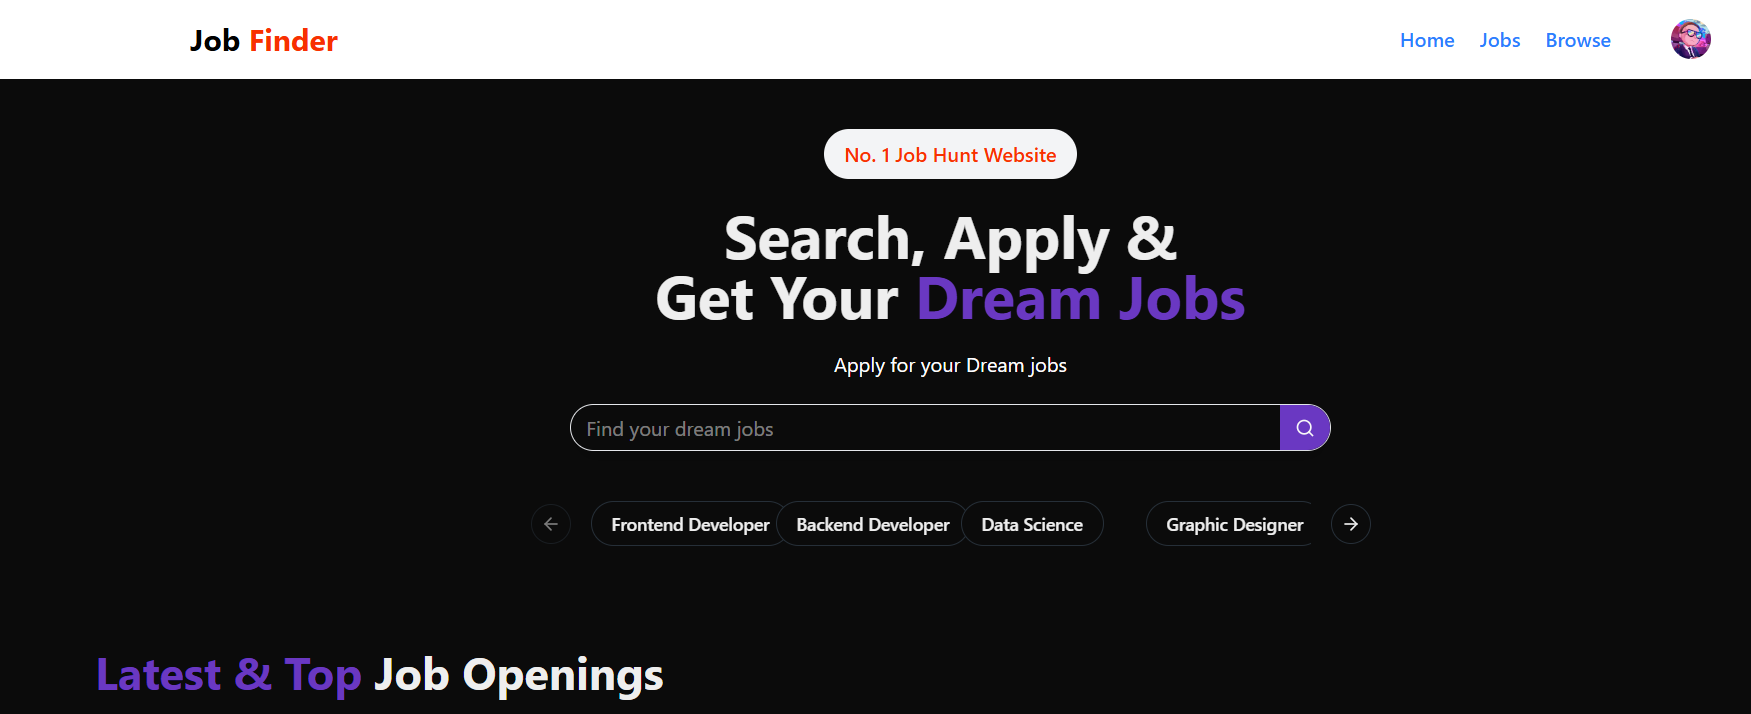 Job Finder
Home Jobs Browse
No. 1 Job Hunt Website
Search, Apply &
Get Your Dream Jobs
Apply for your Dream jobs
Find your dream jobs
Frontend Developer Backend Developer Data Science Graphic Designer
Latest & Top Job Openings